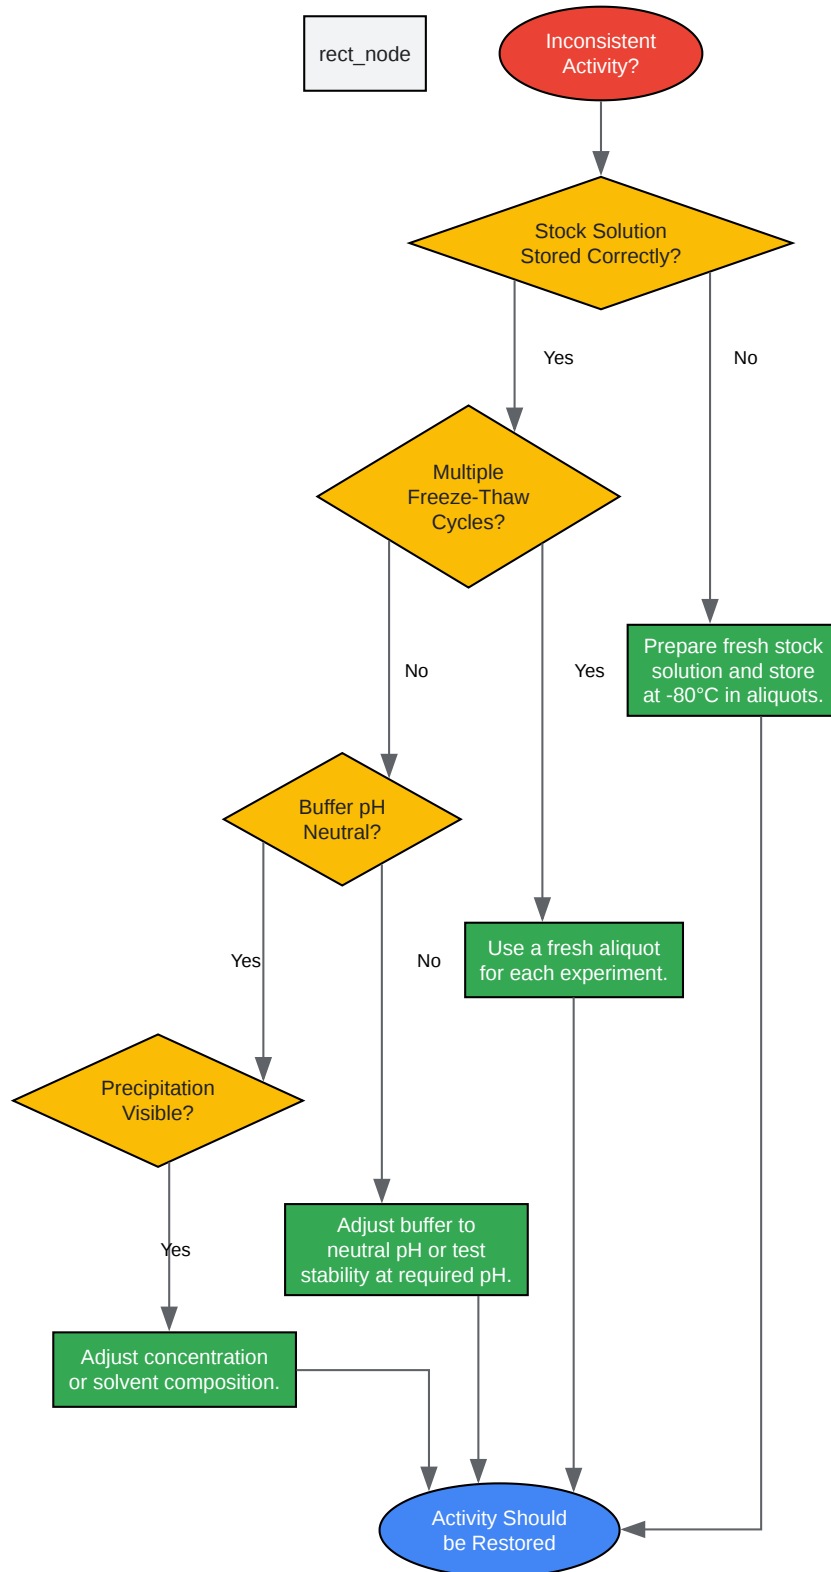 rect_node
Inconsistent
Activity?
Stock Solution
Stored Correctly?
Yes
No
Multiple
Freeze-Thaw
Cycles?
No
Yes
Prepare fresh stock
solution and store
at -80°C in aliquots.
Buffer pH
Neutral?
Yes
No
Use a fresh aliquot
for each experiment.
Precipitation
Visible?
Yes
Adjust buffer to
neutral pH or test
stability at required pH.
Adjust concentration
or solvent composition.
Activity Should
be Restored